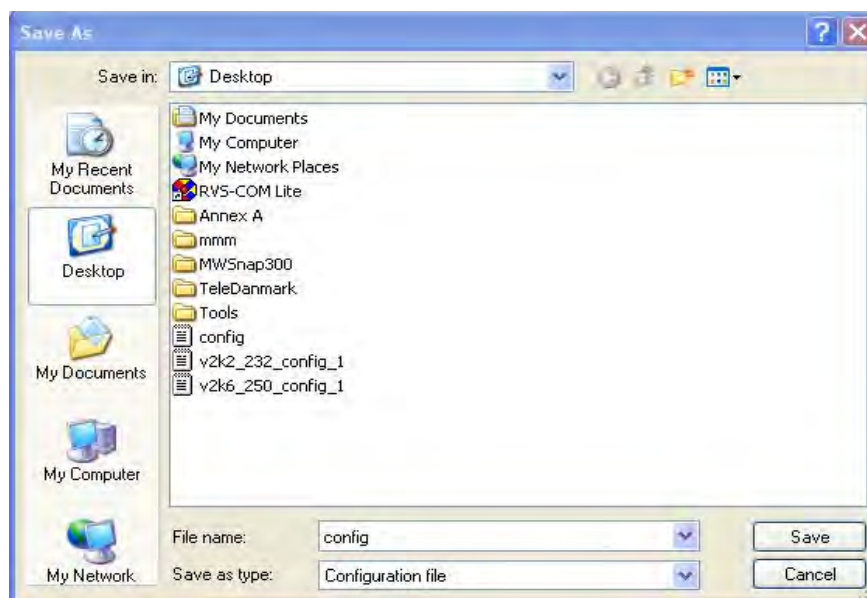 Save As
Save in:
Desktop
My Recent
Documents
Desktop
My Documents
My Computer
My Network
My Documents
My Computer
My Network Places
RVS-COM Lite
Annex A
mmm
MWSnap300
TeleDanmark
Tools
config
v2k2_232_config_1
v2k6_250_config_1
File name:
config
Save
Save as type:
Configuration file
Cancel